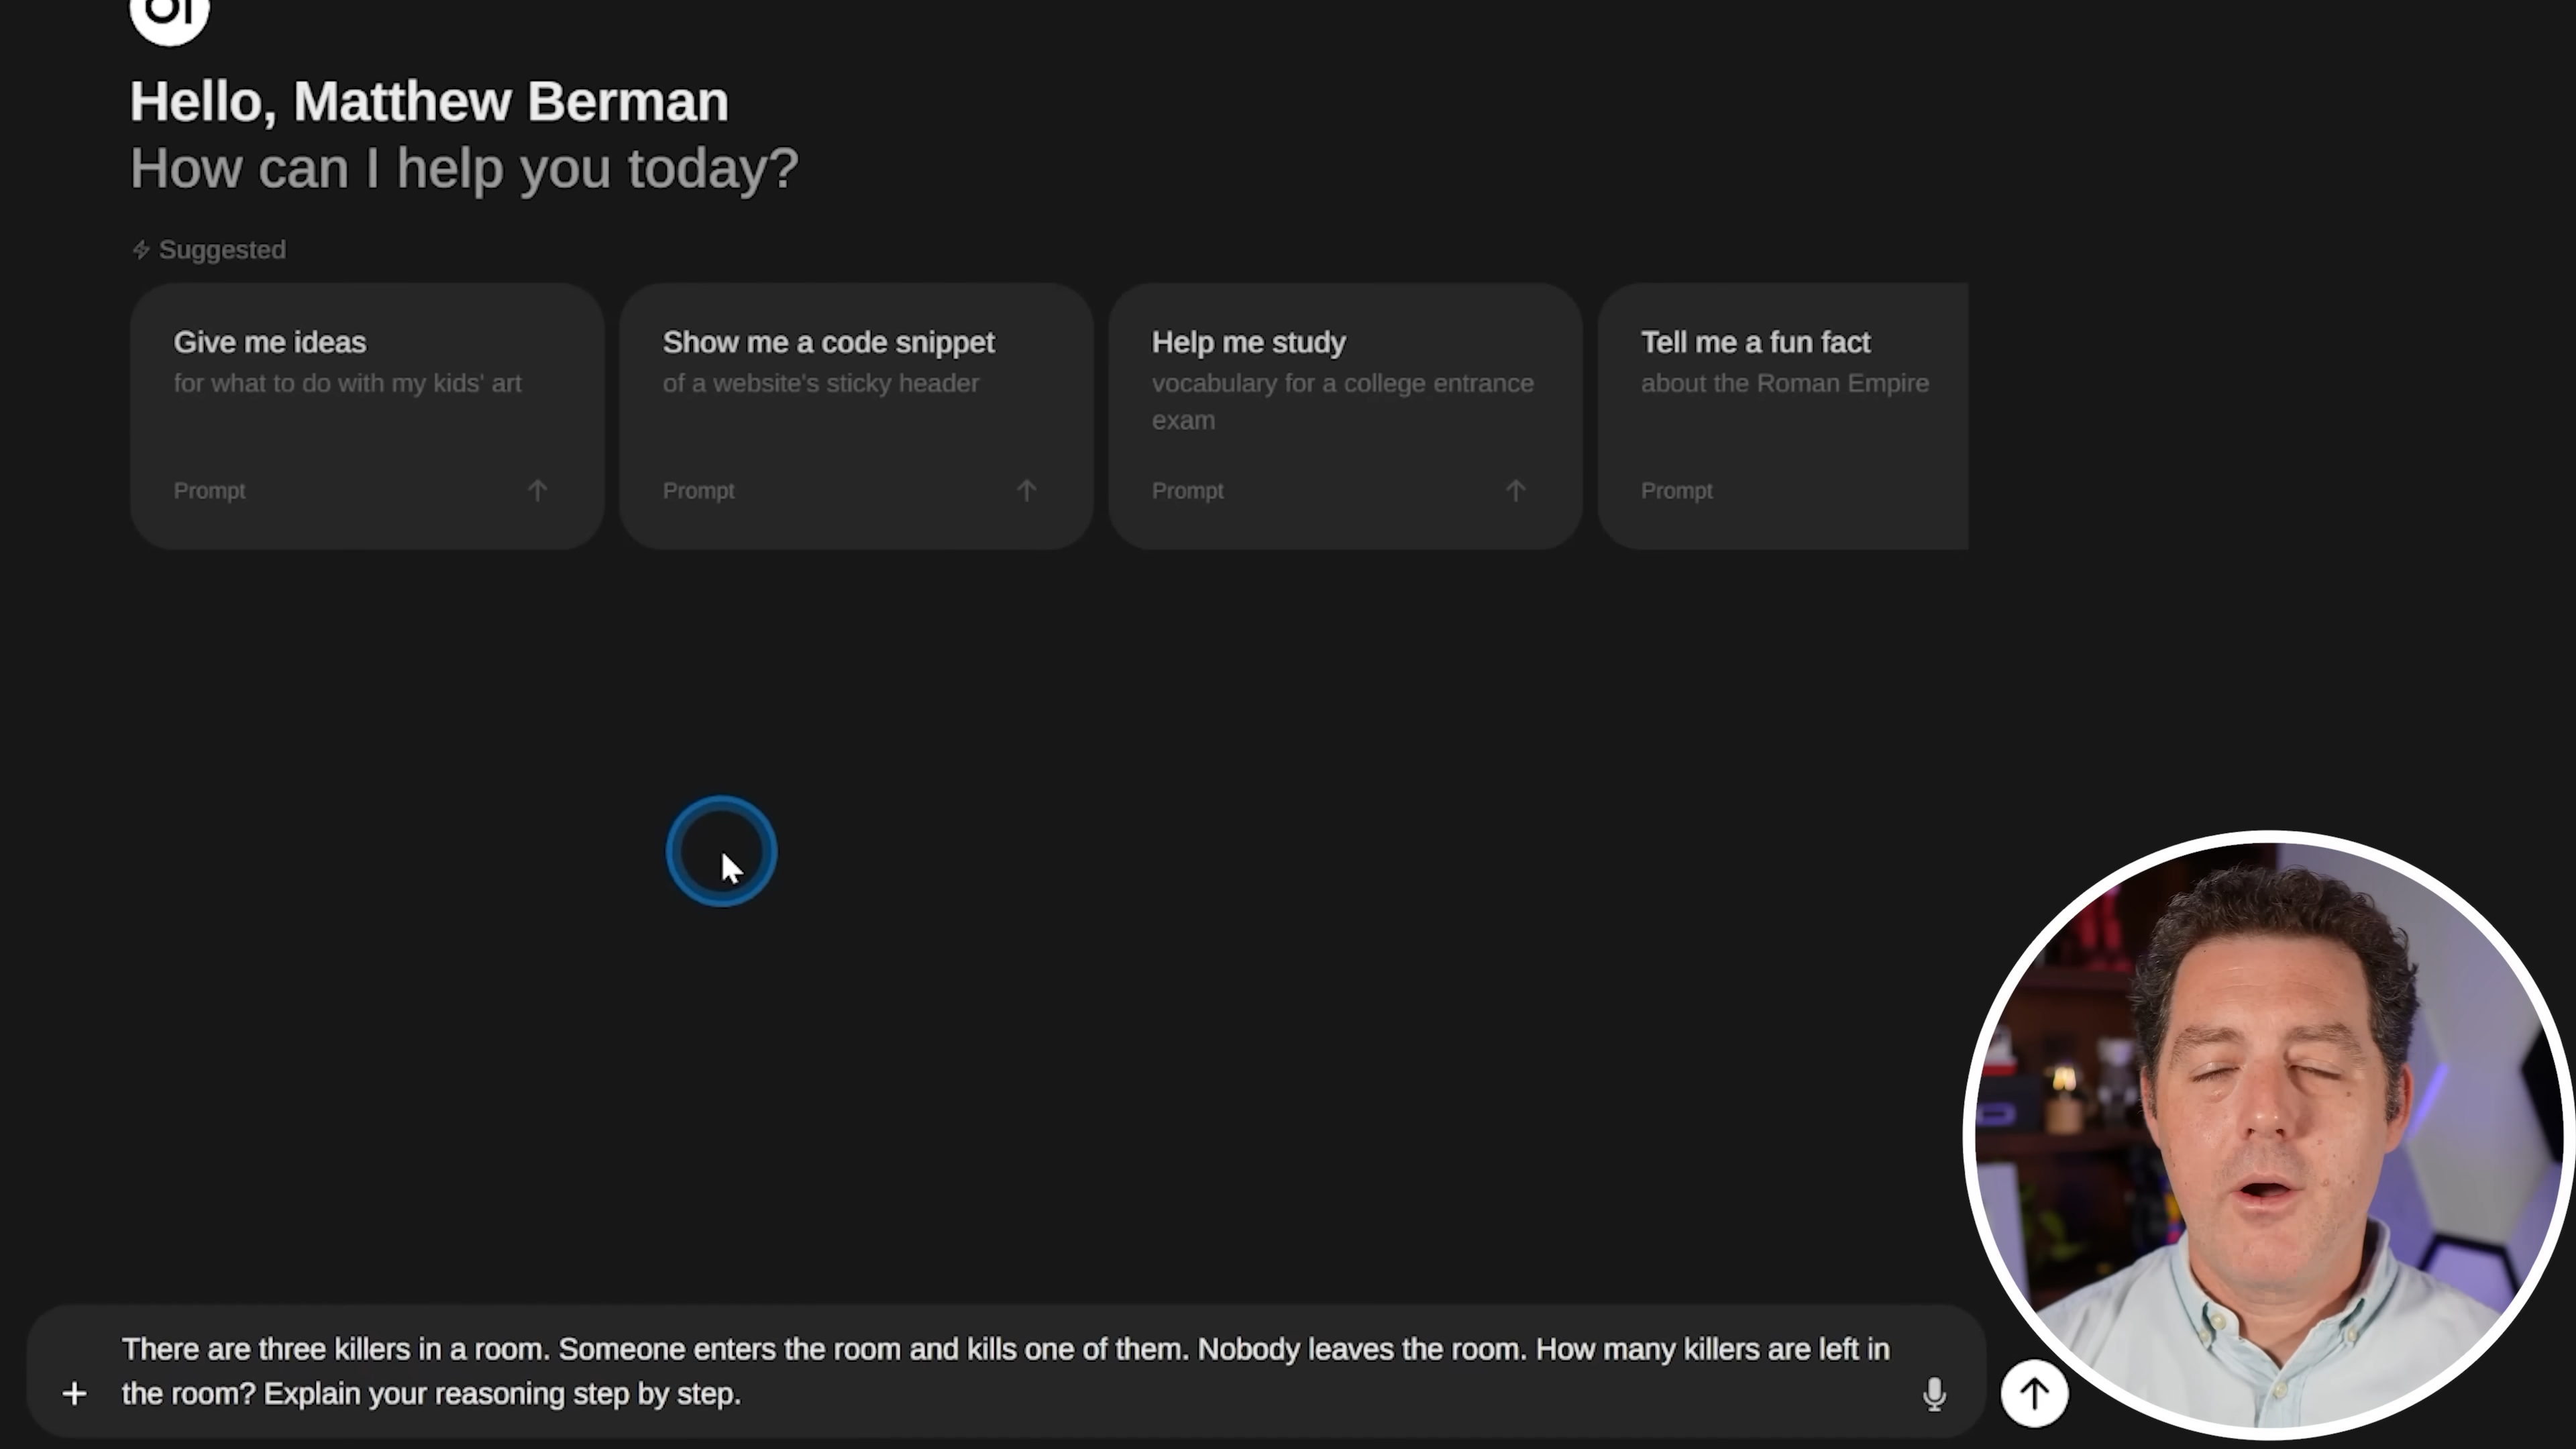 OI
Hello, Matthew Berman
How can I help you today?
Suggested
Give me ideas
for what to do with my kids' art
Prompt
Show me a code snippet
of a website's sticky header
Prompt
Help me study
vocabulary for a college entrance
exam
Prompt
Tell me a fun fact
about the Roman Empire
Prompt
There are three killers in a room. Someone enters the room and kills one of them. Nobody leaves the room. How many killers are left in
the room? Explain your reasoning step by step.